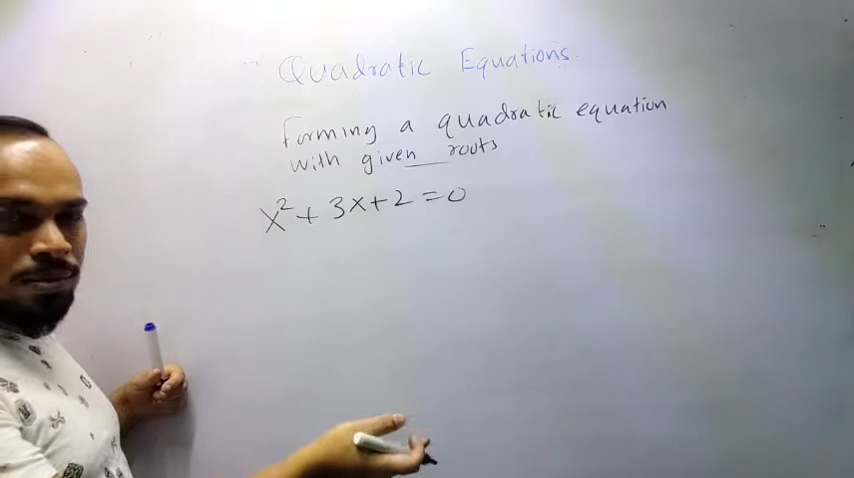 Quadratic Equations
Forming a quadratic equation
with given roots
x² + 3x + 2 = 0